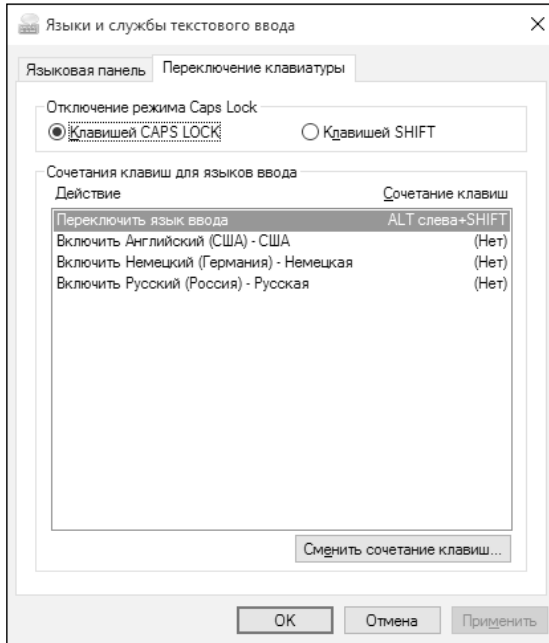 Языки и службы текстового ввода
Языковая панель Переключение клавиатуры
Отключение режима Caps Lock
Клавишей CAPS LOCK Клавишей SHIFT
Сочетания клавиш для языков ввода
Действие Сочетание клавиш
Переключить язык ввода ALT слева+SHIFT
Включить Английский (США) - США (Нет)
Включить Немецкий (Германия) - Немецкая (Нет)
Включить Русский (Россия) - Русская (Нет)
Сменить сочетание клавиш...
OK Отмена Применить